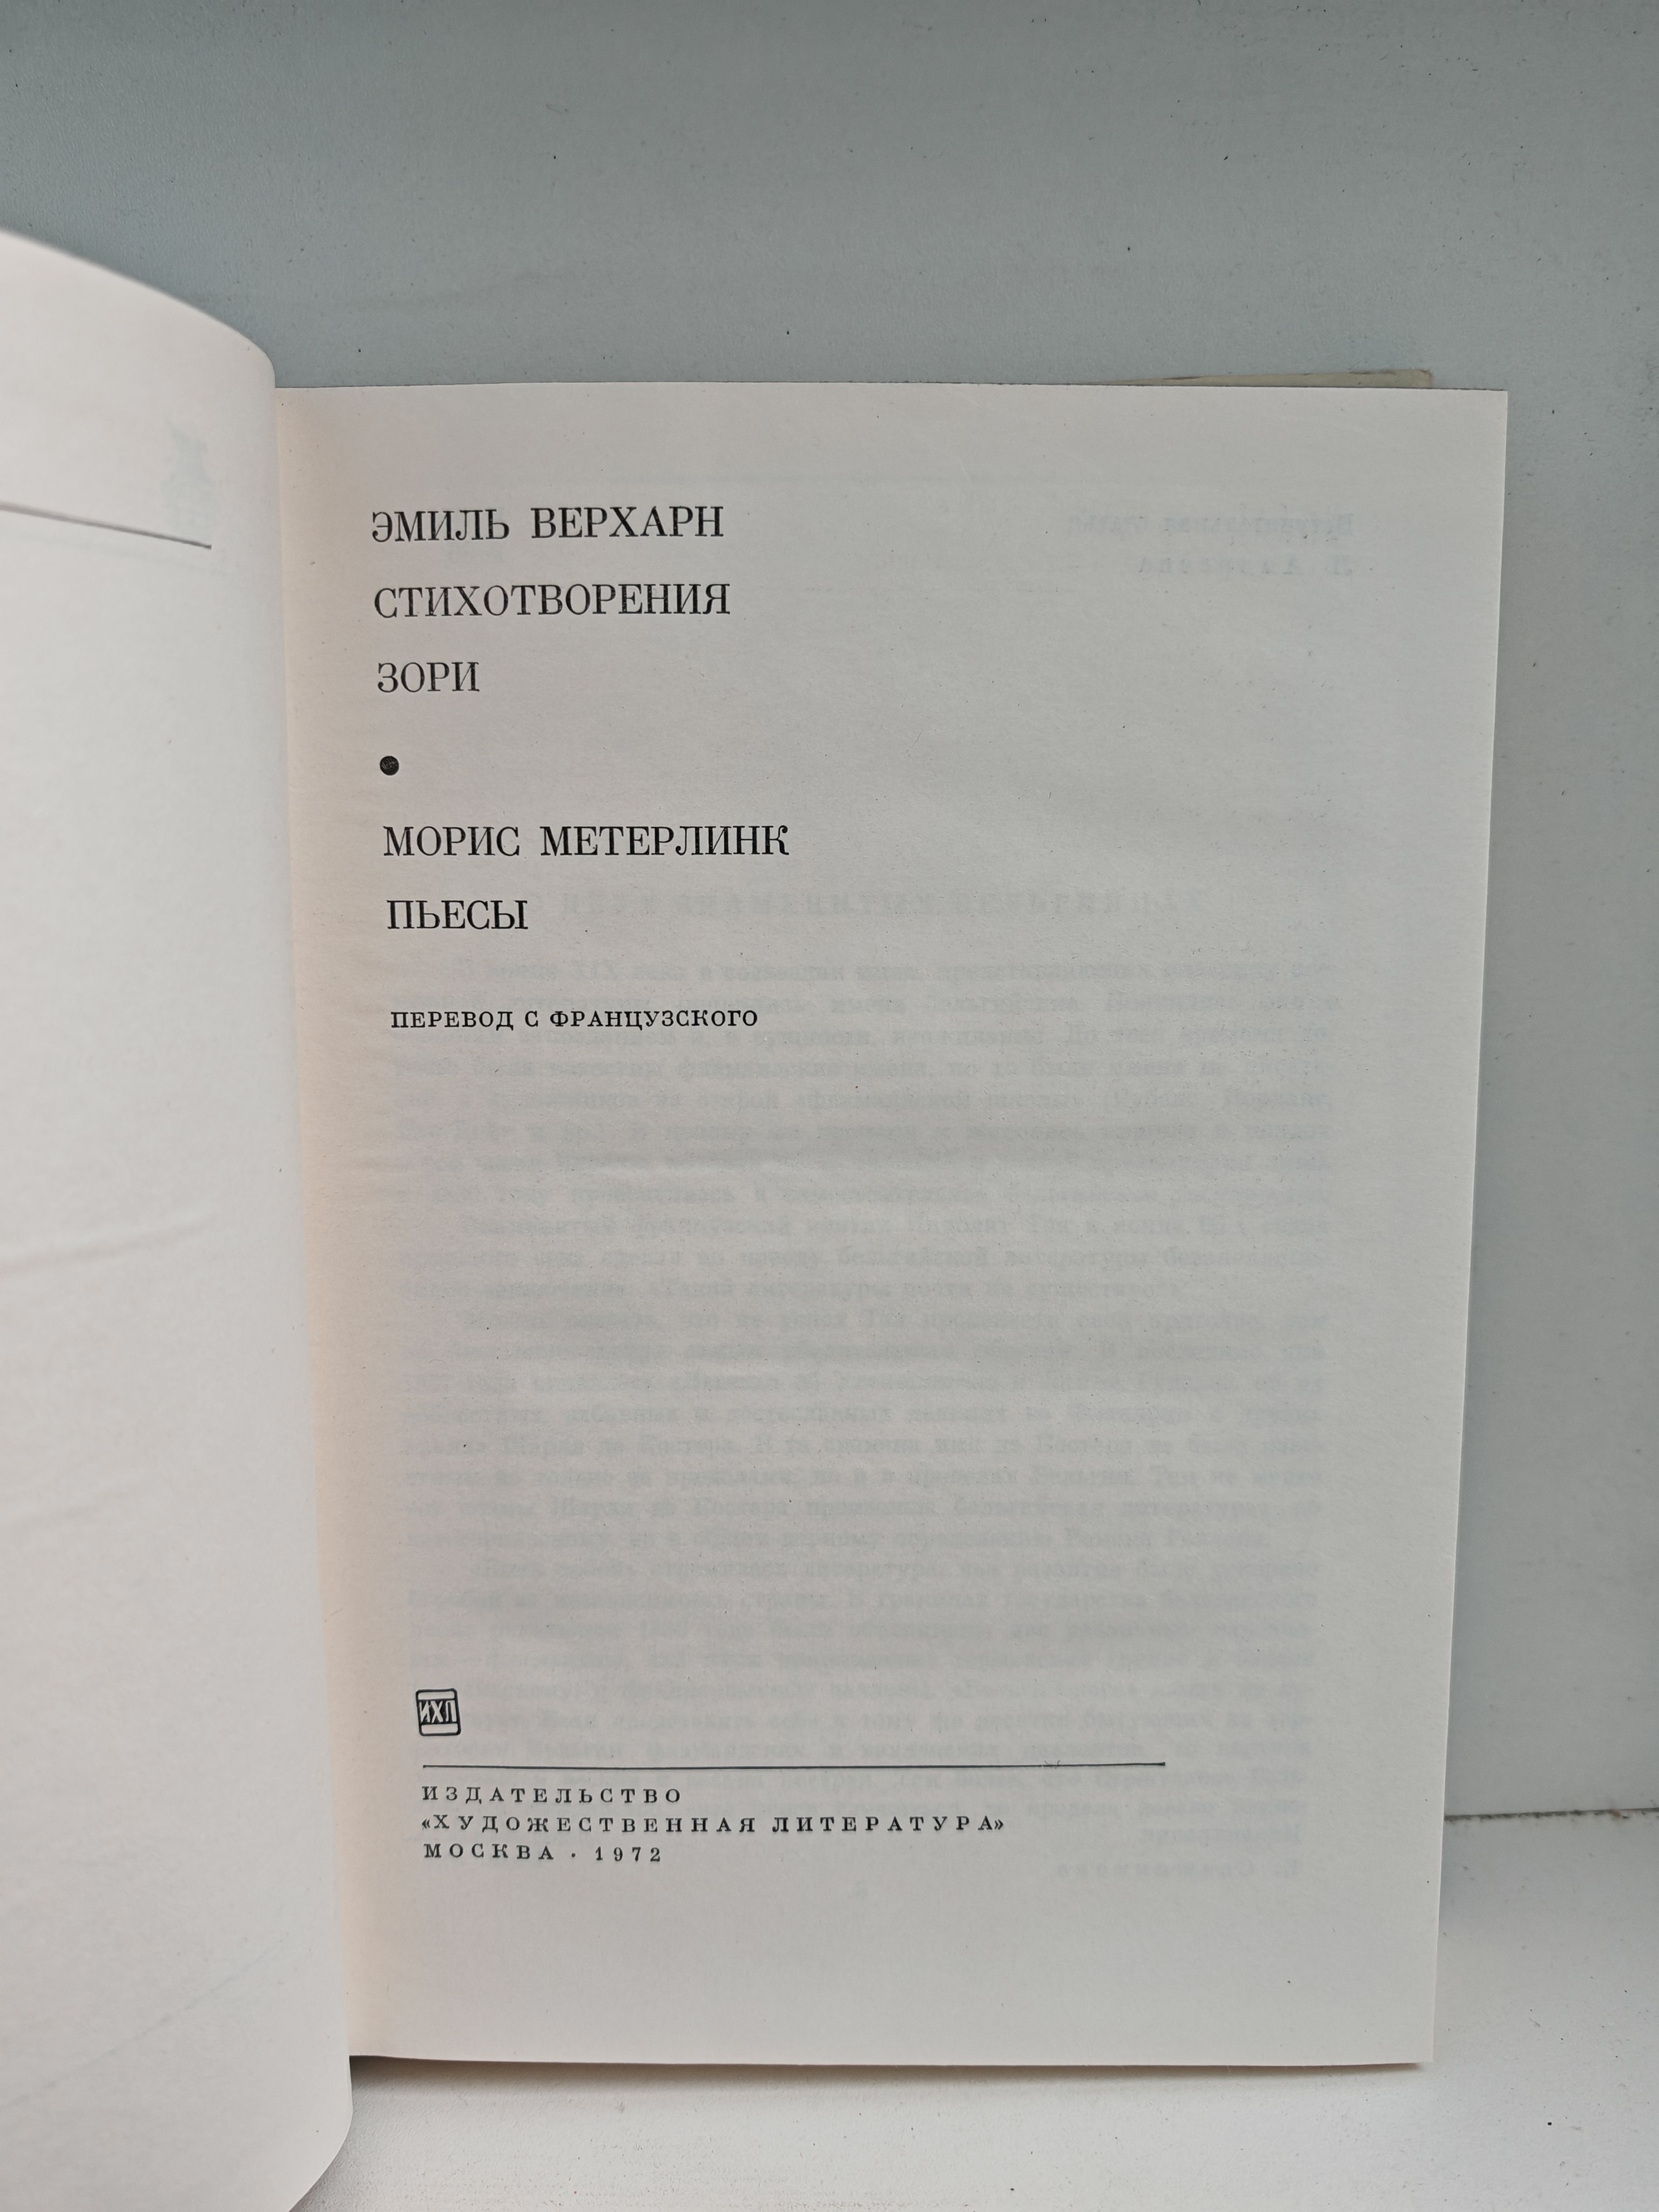 ЭМИЛЬ ВЕРХАРН
СТИХОТВОРЕНИЯ
ЗОРИ
МОРИС МЕТЕРЛИНК
ПЬЕСЫ
ПЕРЕВОД С ФРАНЦУЗСКОГО
ИХЛ
ИЗДАТЕЛЬСТВО
«ХУДОЖЕСТВЕННАЯ ЛИТЕРАТУРА»
МОСКВА · 1972